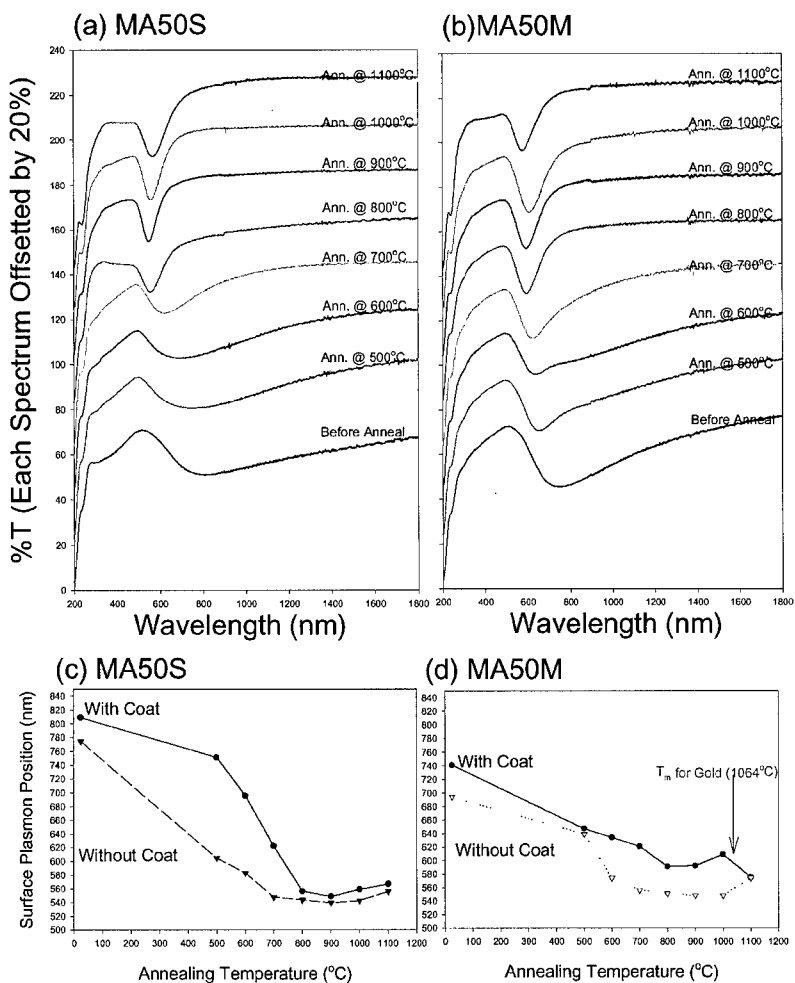 (a) MA50S
(b)MA50M
%T (Each Spectrum Offsetted by 20%)
240
220
200
180
160
140
120
100
80
60
40
20
0
Ann. @ 1100°C
Ann. @ 1000°C
Ann. @ 900°C
Ann. @ 800°C
Ann. @ 700°C
Ann. @ 600°C
Ann. @ 500°C
Before Anneal
200 400 600 800 1000 1200 1400 1600 1800
Wavelength (nm)
Ann. @ 1100°C
Ann. @ 1000°C
Ann. @ 900°C
Ann. @ 800°C
Ann. @ 700°C
Ann. @ 600°C
Ann. @ 500°C
Before Anneal
200 400 600 800 1000 1200 1400 1600 1800
Wavelength (nm)
(c) MA50S
Surface Plasmon Position (nm)
840
820
800
780
760
740
720
700
680
660
640
620
600
580
560
540
520
500
With Coat
Without Coat
0 100 200 300 400 500 600 700 800 900 1000 1100 1200
Annealing Temperature (°C)
(d) MA50M
840
820
800
780
760
740
720
700
680
660
640
620
600
580
560
540
520
500
With Coat
Tm for Gold (1064°C)
Without Coat
0 100 200 300 400 500 600 700 800 900 1000 1100 1200
Annealing Temperature (°C)